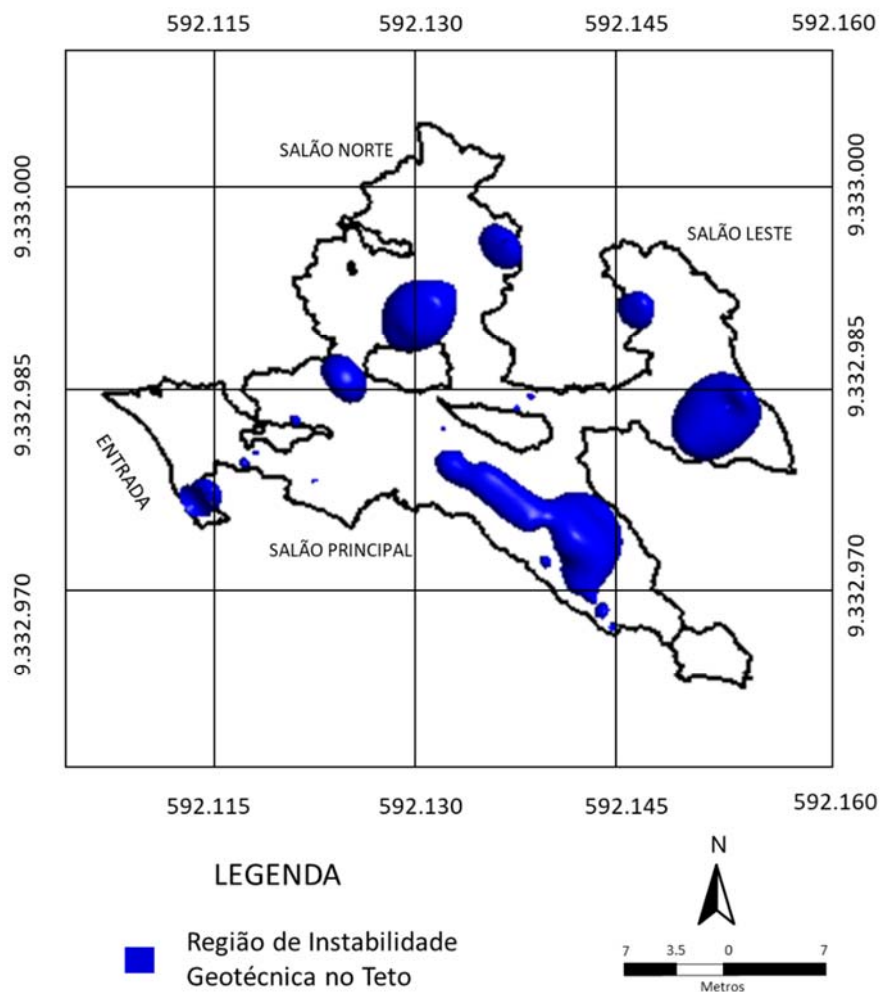 592.115 592.130 592.145 592.160
SALÃO NORTE
9.333.000
9.333.000
SALÃO LESTE
9.332.985
9.332.985
ENTRADA
SALÃO PRINCIPAL
9.332.970
9.332.970
592.115 592.130 592.145 592.160
LEGENDA
N
Região de Instabilidade
Geotécnica no Teto
7 3.5 0 7
Metros